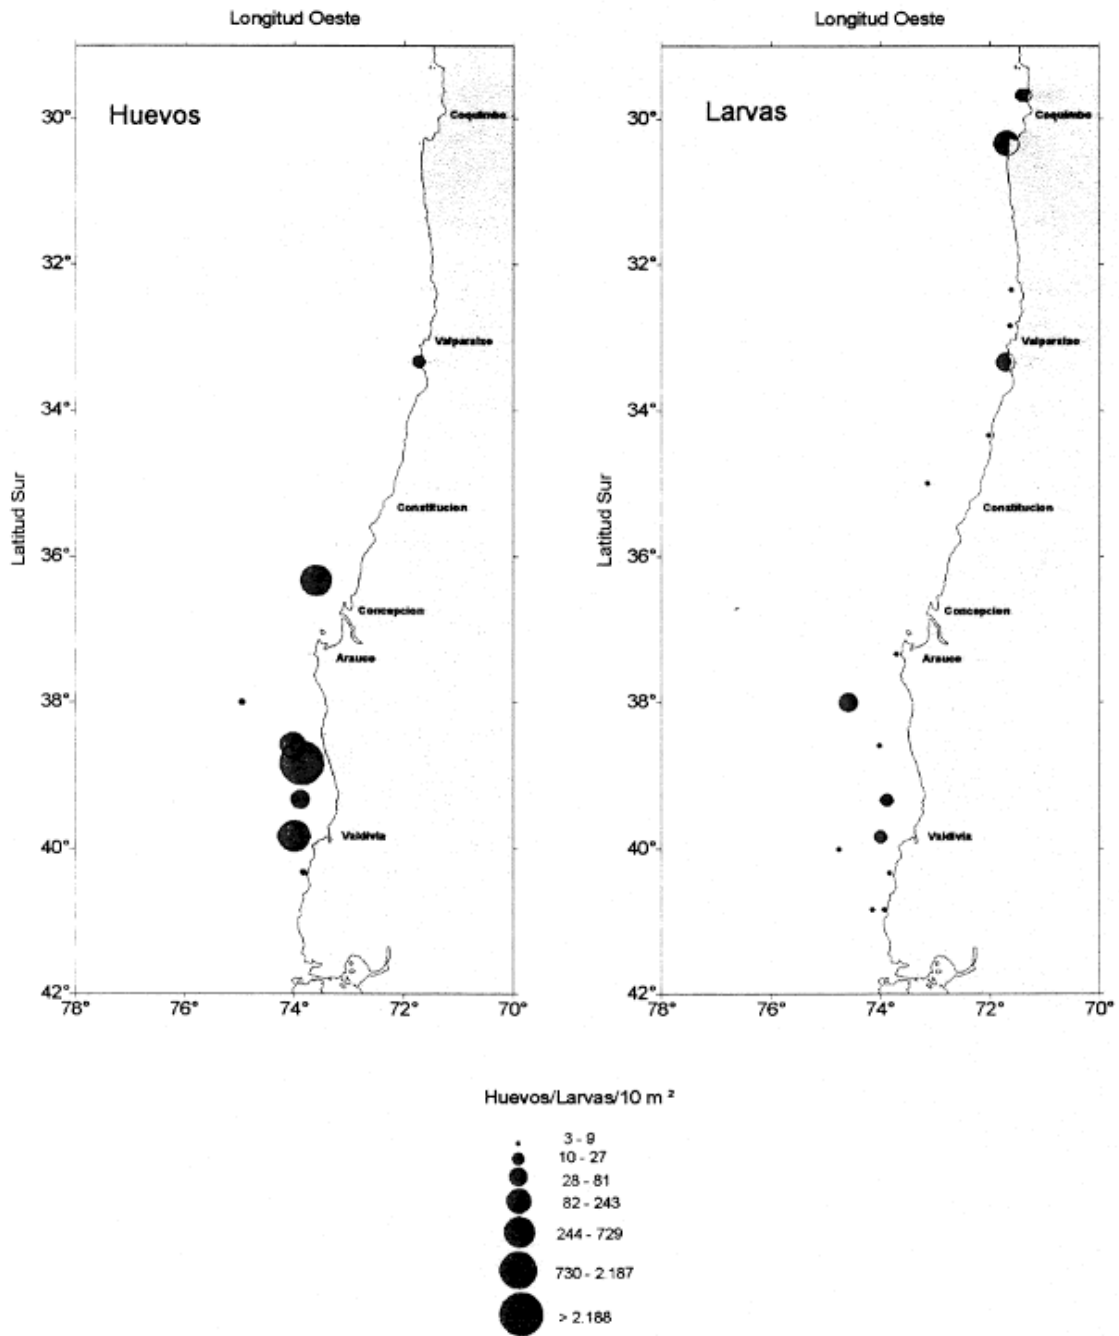 Longitud Oeste
Huevos
30°
32°
34°
36°
38°
40°
42°
78°
76°
74°
72°
70°
Latitud Sur
Coquimbo
Valparaiso
Constitucion
Concepcion
Arauco
Valdivia
Longitud Oeste
Larvas
30°
32°
34°
36°
38°
40°
42°
78°
76°
74°
72°
70°
Latitud Sur
Coquimbo
Valparaiso
Constitucion
Concepcion
Arauco
Valdivia
Huevos/Larvas/10 m ²
3 - 9
10 - 27
28 - 81
82 - 243
244 - 729
730 - 2.187
> 2.188